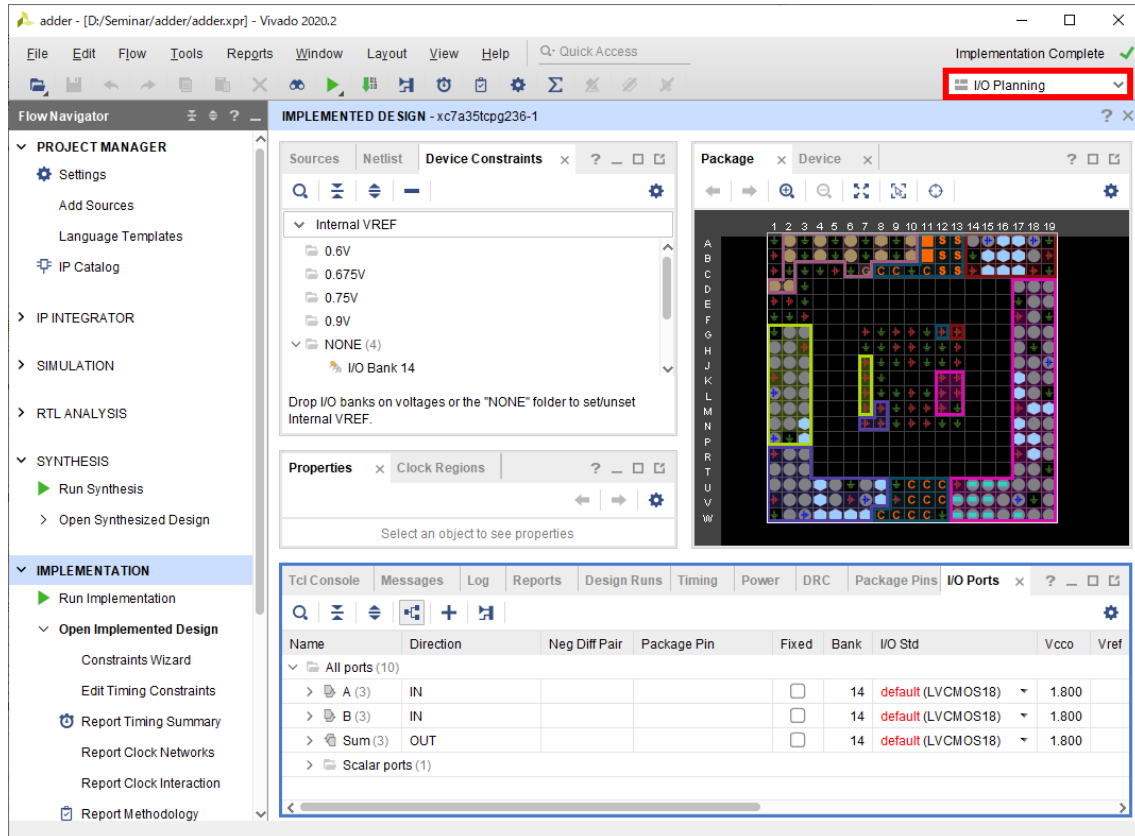 adder - [D:/Seminar/adder/adder.xpr] - Vivado 2020.2
File Edit Flow Tools Reports Window Layout View Help Q- Quick Access Implementation Complete
I/O Planning
Flow Navigator
IMPLEMENTED DESIGN - xc7a35tcpg236-1
PROJECT MANAGER
Settings
Add Sources
Language Templates
IP Catalog
IP INTEGRATOR
SIMULATION
RTL ANALYSIS
SYNTHESIS
Run Synthesis
Open Synthesized Design
IMPLEMENTATION
Run Implementation
Open Implemented Design
Constraints Wizard
Edit Timing Constraints
Report Timing Summary
Report Clock Networks
Report Clock Interaction
Report Methodology
Sources Netlist Device Constraints
Internal VREF
0.6V
0.675V
0.75V
0.9V
NONE (4)
I/O Bank 14
Drop I/O banks on voltages or the "NONE" folder to set/unset
Internal VREF.
Properties Clock Regions
Select an object to see properties
Package Device
1 2 3 4 5 6 7 8 9 10 11 12 13 14 15 16 17 18 19
A
B
C
D
E
F
G
H
J
K
L
M
N
P
R
T
U
V
W
Tcl Console Messages Log Reports Design Runs Timing Power DRC Package Pins I/O Ports
Name Direction Neg Diff Pair Package Pin Fixed Bank I/O Std Vcco Vref
All ports (10)
A (3) IN 14 default (LVCMOS18) 1.800
B (3) IN 14 default (LVCMOS18) 1.800
Sum (3) OUT 14 default (LVCMOS18) 1.800
Scalar ports (1)